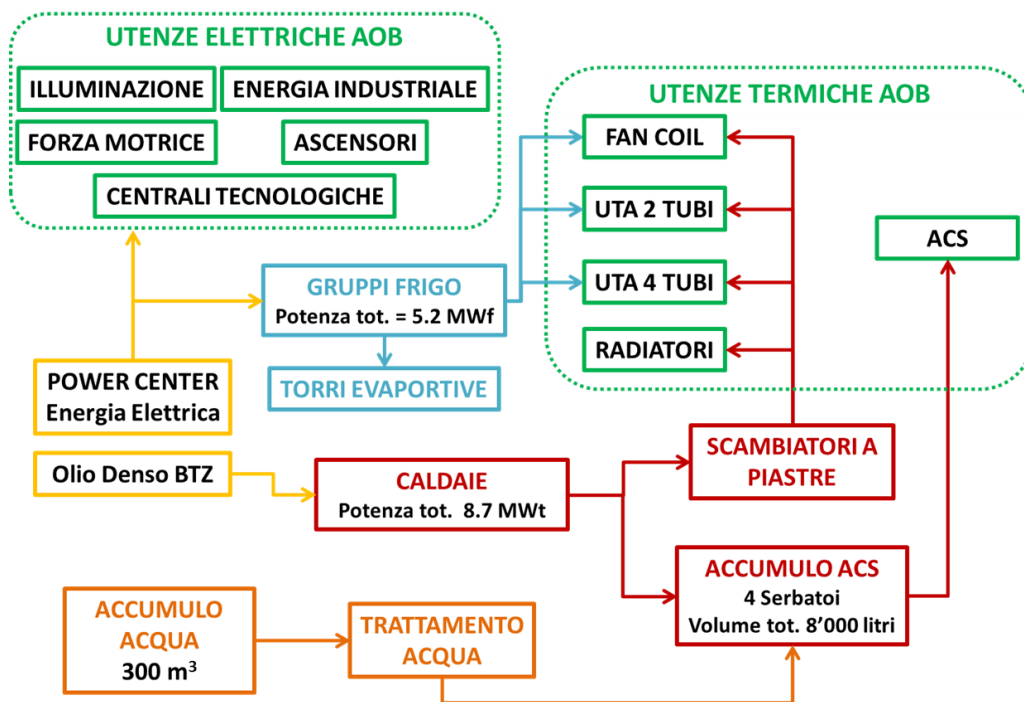 UTENZE ELETTRICHE AOB
ILLUMINAZIONE
ENERGIA INDUSTRIALE
FORZA MOTRICE
ASCENSORI
CENTRALI TECNOLOGICHE
UTENZE TERMICHE AOB
FAN COIL
UTA 2 TUBI
UTA 4 TUBI
RADIATORI
ACS
GRUPPI FRIGO
Potenza tot. = 5.2 MWf
TORRI EVAPORTIVE
POWER CENTER
Energia Elettrica
Olio Denso BTZ
CALDAIE
Potenza tot.  8.7 MWt
SCAMBIATORI A
PIASTRE
ACCUMULO ACS
4 Serbatoi
Volume tot. 8’000 litri
ACCUMULO
ACQUA
300 m³
TRATTAMENTO
ACQUA